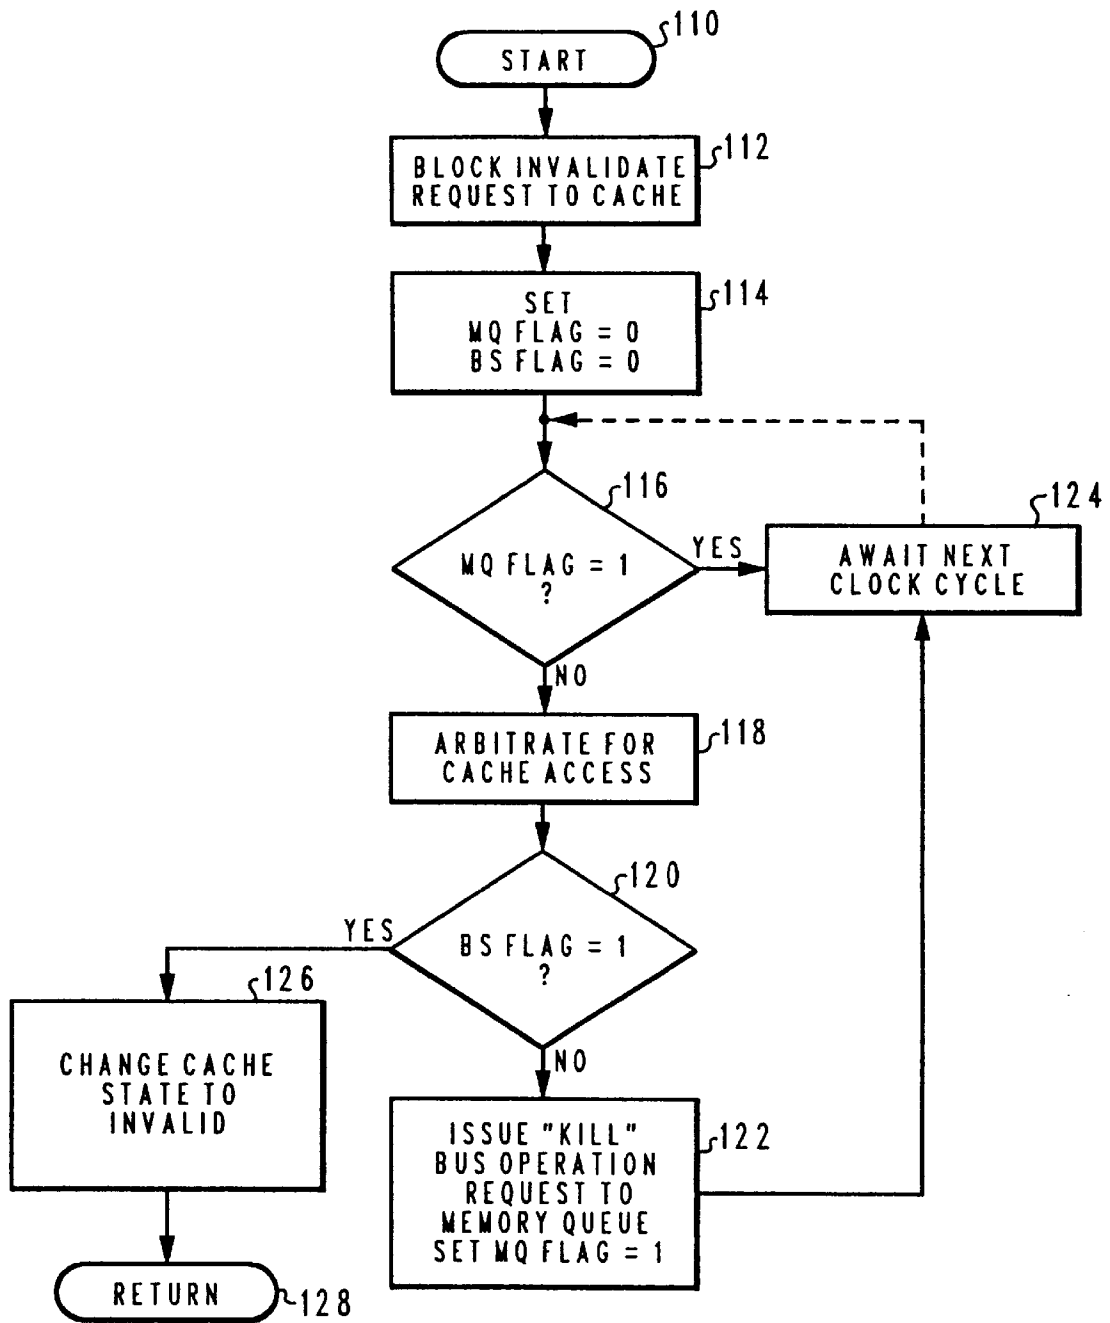 110
START
112
BLOCK INVALIDATE
REQUEST TO CACHE
114
SET
MQ FLAG = 0
BS FLAG = 0
116
MQ FLAG = 1
?
YES
124
AWAIT NEXT
CLOCK CYCLE
NO
118
ARBITRATE FOR
CACHE ACCESS
120
BS FLAG = 1
?
YES
126
CHANGE CACHE
STATE TO
INVALID
NO
122
ISSUE "KILL"
BUS OPERATION
REQUEST TO
MEMORY QUEUE
SET MQ FLAG = 1
RETURN
128